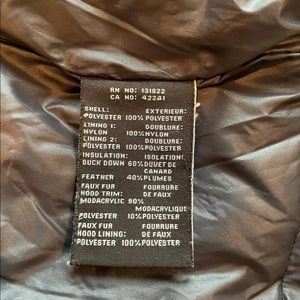 RN NO: 131822
CA NO: 42241
SHELL: EXTERIEUR:
POLYESTER 100% POLYESTER
LINING 1: DOUBLURE:
NYLON 100% NYLON
LINING 2: DOUBLURE:
POLYESTER 100% POLYESTER
INSULATION: ISOLATION:
DUCK DOWN 60% DUVET DE
CANARD
FEATHER 40% PLUMES
FAUX FUR FOURRURE
HOOD TRIM: DE FAUX
MODACRYLIC 90%
MODACRYLIQUE
POLYESTER 10% POLYESTER
FAUX FUR FOURRURE
HOOD LINING: DE FAUX
POLYESTER 100% POLYESTER